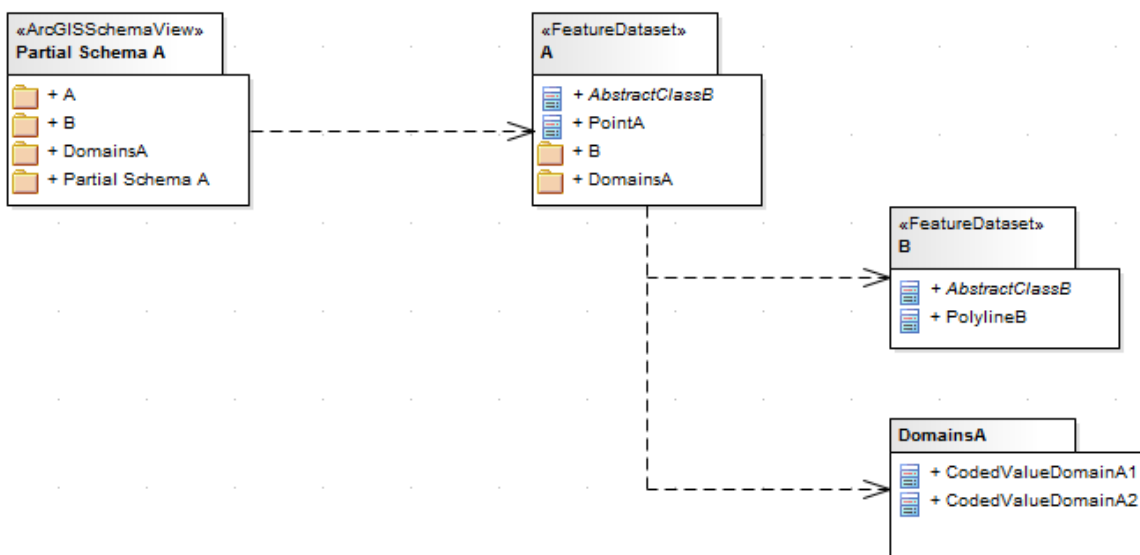 «ArcGISSchemaView»
Partial Schema A
+ A
+ B
+ DomainsA
+ Partial Schema A
«FeatureDataset»
A
+ AbstractClassB
+ PointA
+ B
+ DomainsA
«FeatureDataset»
B
+ AbstractClassB
+ PolylineB
DomainsA
+ CodedValueDomainA1
+ CodedValueDomainA2